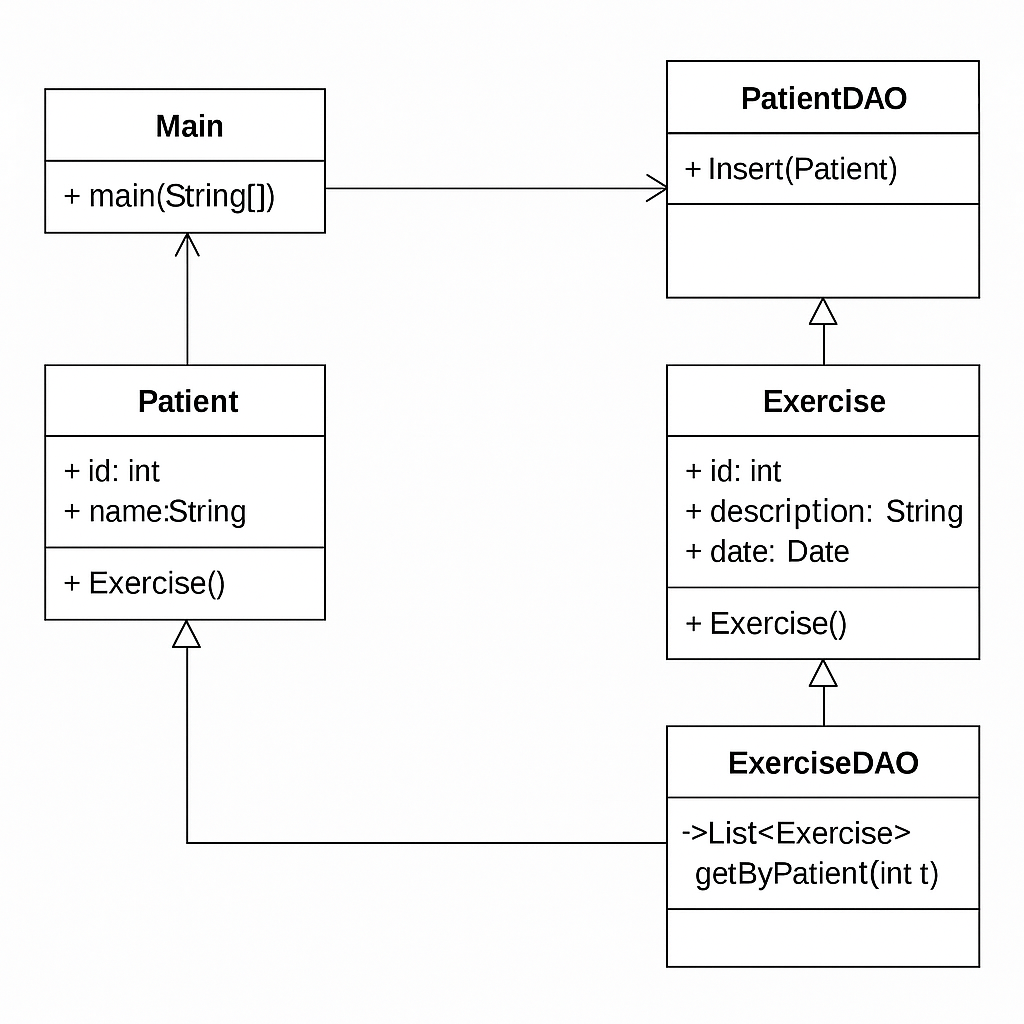 Main
+ main(String[])
PatientDAO
+ Insert(Patient)
Patient
+ id: int
+ name:String
+ Exercise()
Exercise
+ id: int
+ description: String
+ date: Date
+ Exercise()
ExerciseDAO
->List<Exercise>
getByPatient(int t)